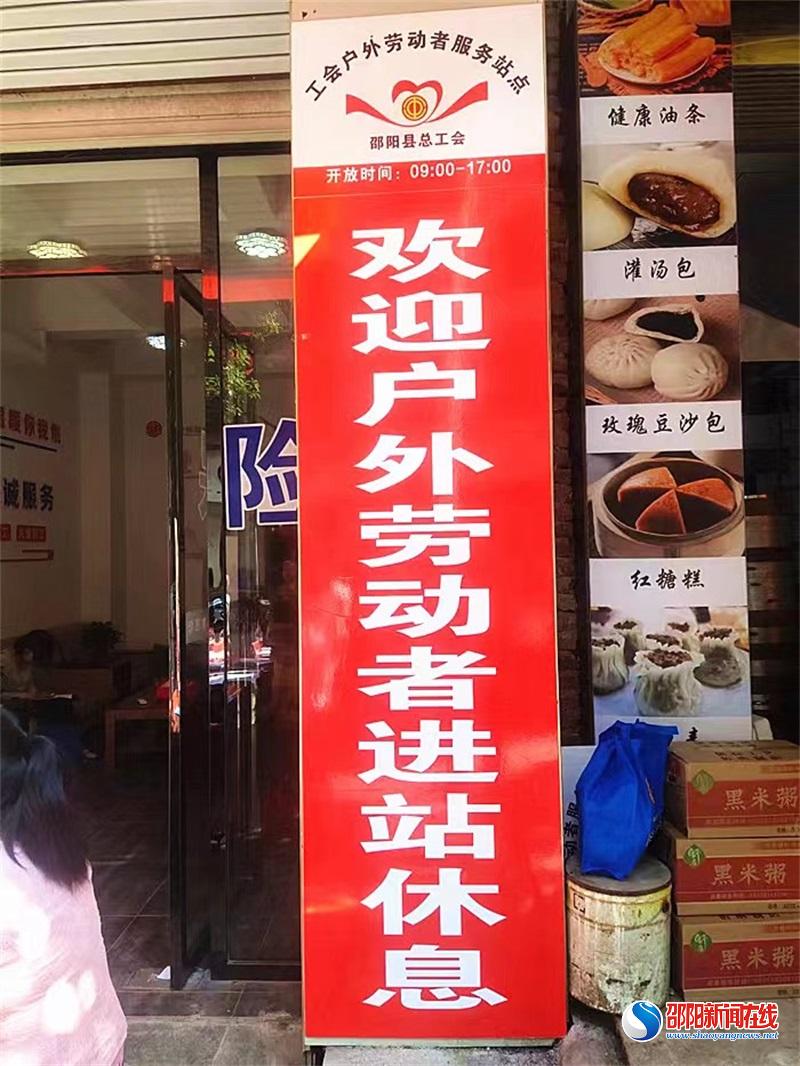 工会户外劳动者服务站点
邵阳县总工会
开放时间：09:00-17:00
欢迎户外劳动者进站休息
健康油条
灌汤包
玫瑰豆沙包
红糖糕
险
诚服务
黑米粥
黑米粥
黑米粥
邵阳新闻在线
www.shaoyangnews.net